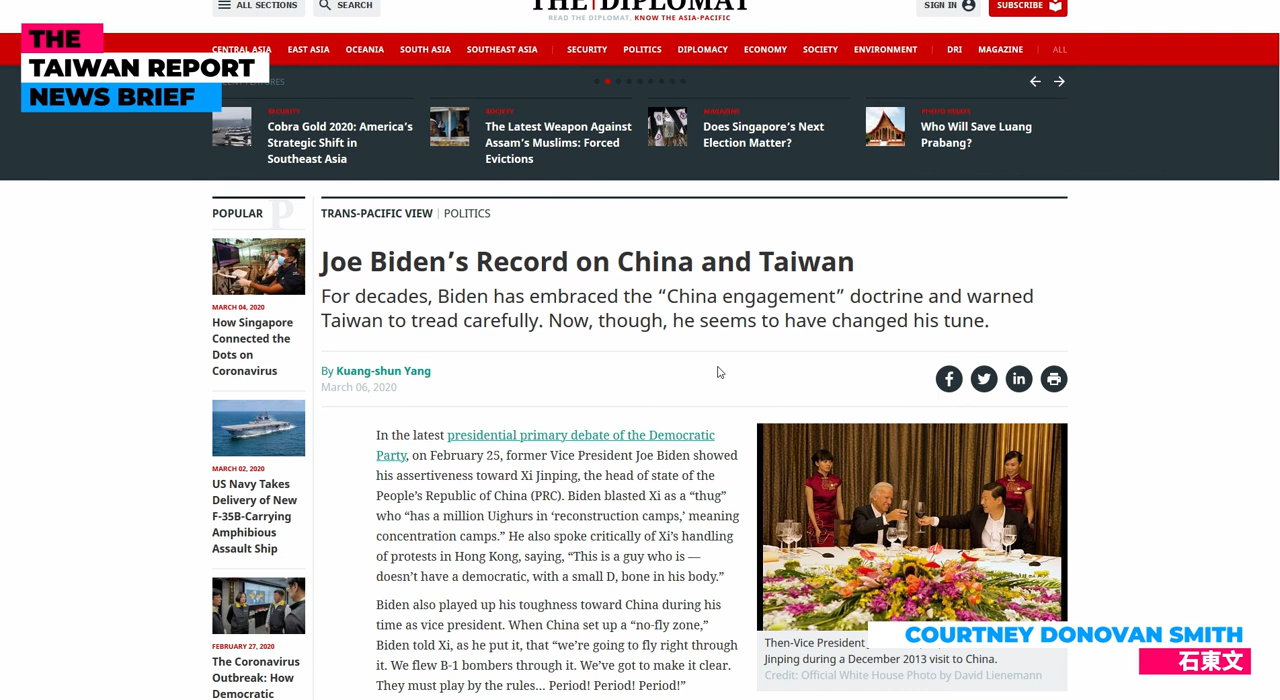 ALL SECTIONS
SEARCH
THE DIPLOMAT
READ THE DIPLOMAT, KNOW THE ASIA-PACIFIC
SIGN IN
SUBSCRIBE
THE
TAIWAN REPORT
NEWS BRIEF
CENTRAL ASIA EAST ASIA OCEANIA SOUTH ASIA SOUTHEAST ASIA | SECURITY POLITICS DIPLOMACY ECONOMY SOCIETY ENVIRONMENT | DRI MAGAZINE | ALL
FEATURES
SECURITY
Cobra Gold 2020: America's
Strategic Shift in
Southeast Asia
SOCIETY
The Latest Weapon Against
Assam's Muslims: Forced
Evictions
MAGAZINE
Does Singapore's Next
Election Matter?
PHOTO ESSAYS
Who Will Save Luang
Prabang?
POPULAR P
MARCH 04, 2020
How Singapore
Connected the
Dots on
Coronavirus
MARCH 02, 2020
US Navy Takes
Delivery of New
F-35B-Carrying
Amphibious
Assault Ship
FEBRUARY 27, 2020
The Coronavirus
Outbreak: How
Democratic
TRANS-PACIFIC VIEW | POLITICS
Joe Biden's Record on China and Taiwan
For decades, Biden has embraced the “China engagement” doctrine and warned
Taiwan to tread carefully. Now, though, he seems to have changed his tune.
By Kuang-shun Yang
March 06, 2020
In the latest presidential primary debate of the Democratic
Party, on February 25, former Vice President Joe Biden showed
his assertiveness toward Xi Jinping, the head of state of the
People's Republic of China (PRC). Biden blasted Xi as a “thug”
who “has a million Uighurs in ‘reconstruction camps,’ meaning
concentration camps.” He also spoke critically of Xi's handling
of protests in Hong Kong, saying, “This is a guy who is —
doesn't have a democratic, with a small D, bone in his body.”
Biden also played up his toughness toward China during his
time as vice president. When China set up a “no-fly zone,”
Biden told Xi, as he put it, that “we're going to fly right through
it. We flew B-1 bombers through it. We've got to make it clear.
They must play by the rules… Period! Period! Period!”
Then-Vice President
Jinping during a December 2013 visit to China.
Credit: Official White House Photo by David Lienemann
COURTNEY DONOVAN SMITH
石東文